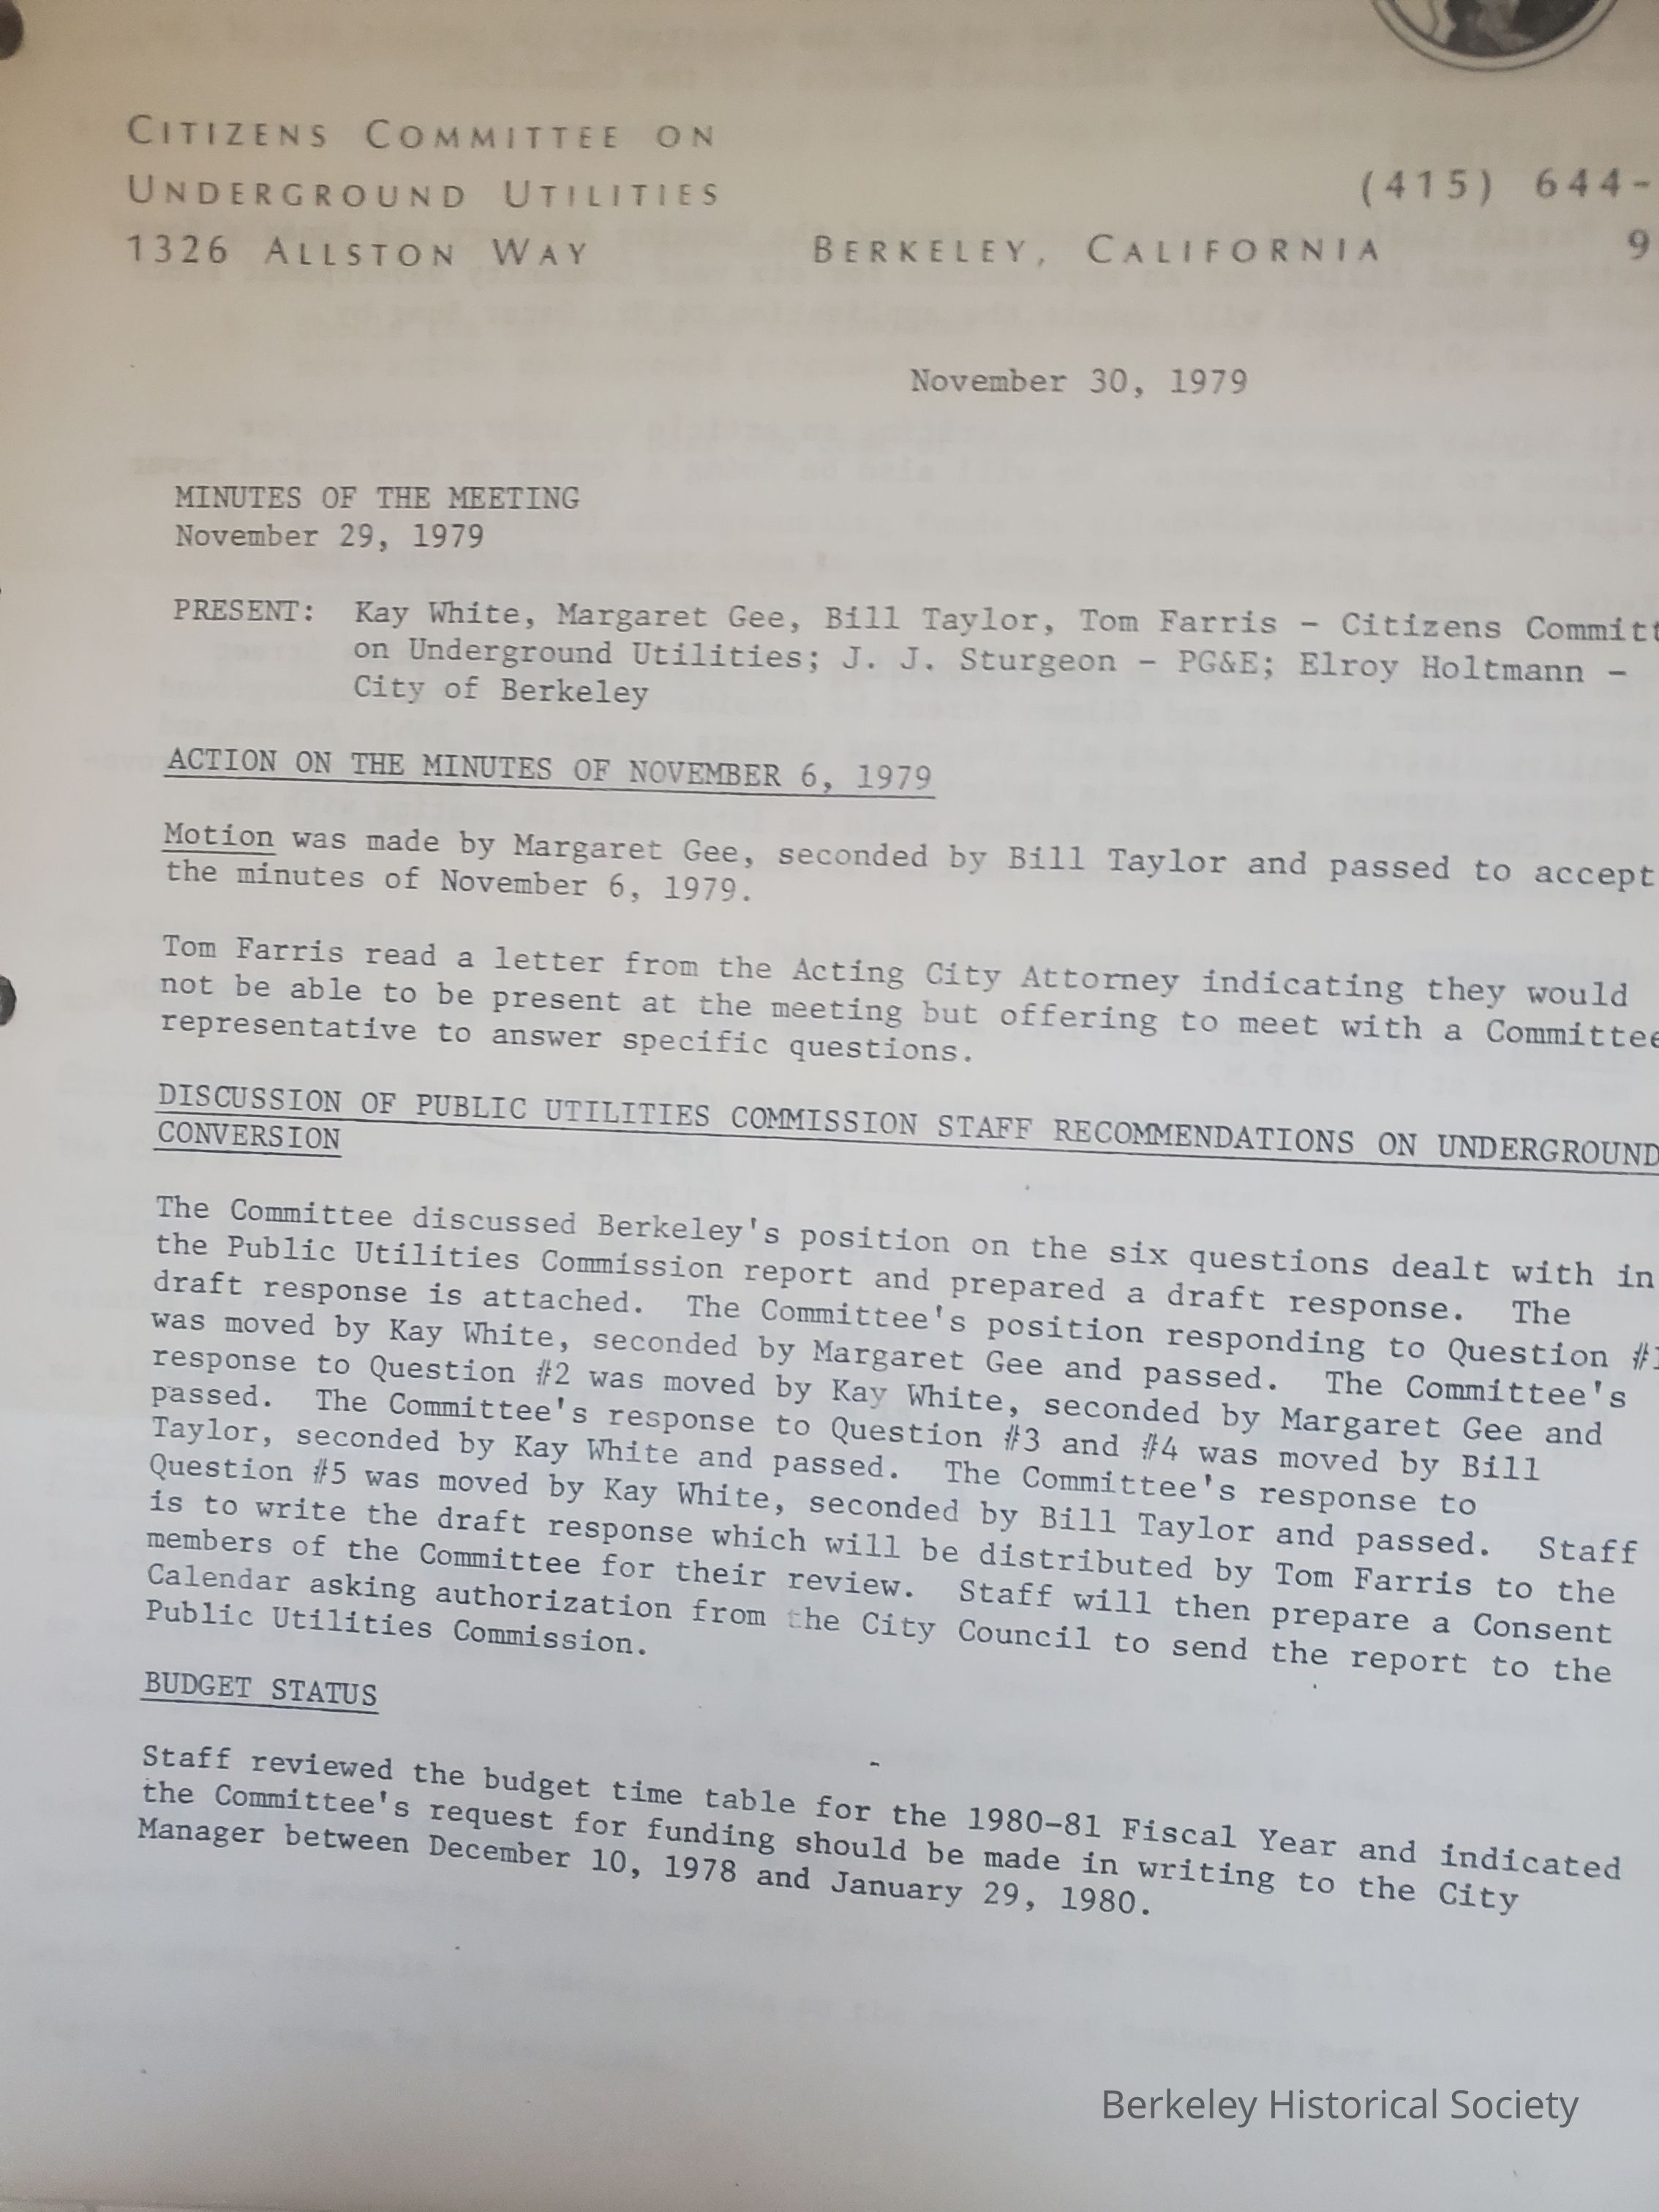 CITIZENS COMMITTEE ON
UNDERGROUND UTILITIES
(415) 644-
1326 ALLSTON WAY BERKELEY, CALIFORNIA 9
November 30, 1979
MINUTES OF THE MEETING
November 29, 1979
PRESENT: Kay White, Margaret Gee, Bill Taylor, Tom Farris - Citizens Committ
on Underground Utilities; J. J. Sturgeon - PG&E; Elroy Holtmann -
City of Berkeley
ACTION ON THE MINUTES OF NOVEMBER 6, 1979
Motion was made by Margaret Gee, seconded by Bill Taylor and passed to accept
the minutes of November 6, 1979.
Tom Farris read a letter from the Acting City Attorney indicating they would
not be able to be present at the meeting but offering to meet with a Committee
representative to answer specific questions.
DISCUSSION OF PUBLIC UTILITIES COMMISSION STAFF RECOMMENDATIONS ON UNDERGROUND
CONVERSION
The Committee discussed Berkeley's position on the six questions dealt with in
the Public Utilities Commission report and prepared a draft response. The
draft response is attached. The Committee's position responding to Question #1
was moved by Kay White, seconded by Margaret Gee and passed. The Committee's
response to Question #2 was moved by Kay White, seconded by Margaret Gee and
passed. The Committee's response to Question #3 and #4 was moved by Bill
Taylor, seconded by Kay White and passed. The Committee's response to
Question #5 was moved by Kay White, seconded by Bill Taylor and passed. Staff
is to write the draft response which will be distributed by Tom Farris to the
members of the Committee for their review. Staff will then prepare a Consent
Calendar asking authorization from the City Council to send the report to the
Public Utilities Commission.
BUDGET STATUS
Staff reviewed the budget time table for the 1980-81 Fiscal Year and indicated
the Committee's request for funding should be made in writing to the City
Manager between December 10, 1978 and January 29, 1980.
Berkeley Historical Society